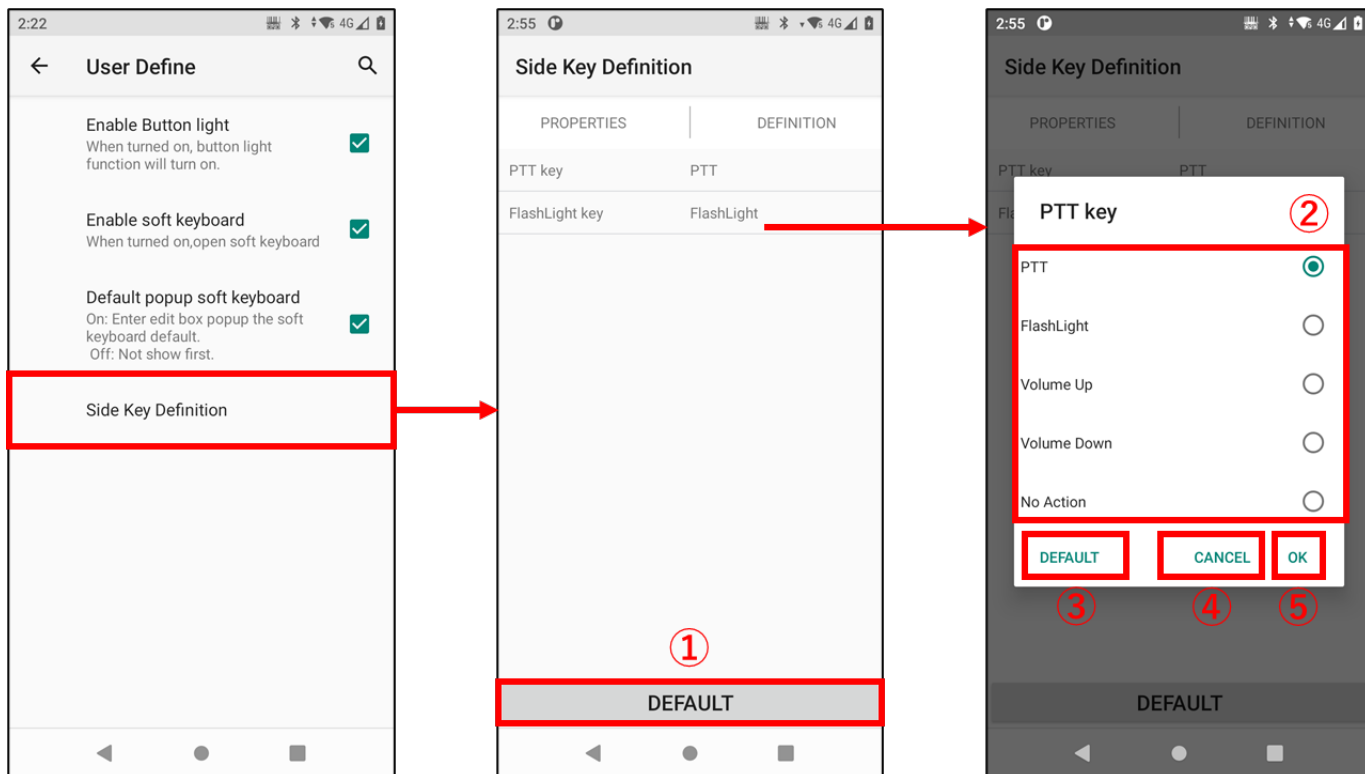 2:22
4G
User Define
Enable Button light
When turned on, button light
function will turn on.
Enable soft keyboard
When turned on,open soft keyboard
Default popup soft keyboard
On: Enter edit box popup the soft
keyboard default.
Off: Not show first.
Side Key Definition
2:55
4G
Side Key Definition
PROPERTIES
DEFINITION
PTT key
PTT
FlashLight key
FlashLight
①
DEFAULT
2:55
4G
Side Key Definition
PROPERTIES
DEFINITION
PTT key
PTT
Fl
PTT key
②
PTT
FlashLight
Volume Up
Volume Down
No Action
DEFAULT
CANCEL
OK
③
④
⑤
DEFAULT